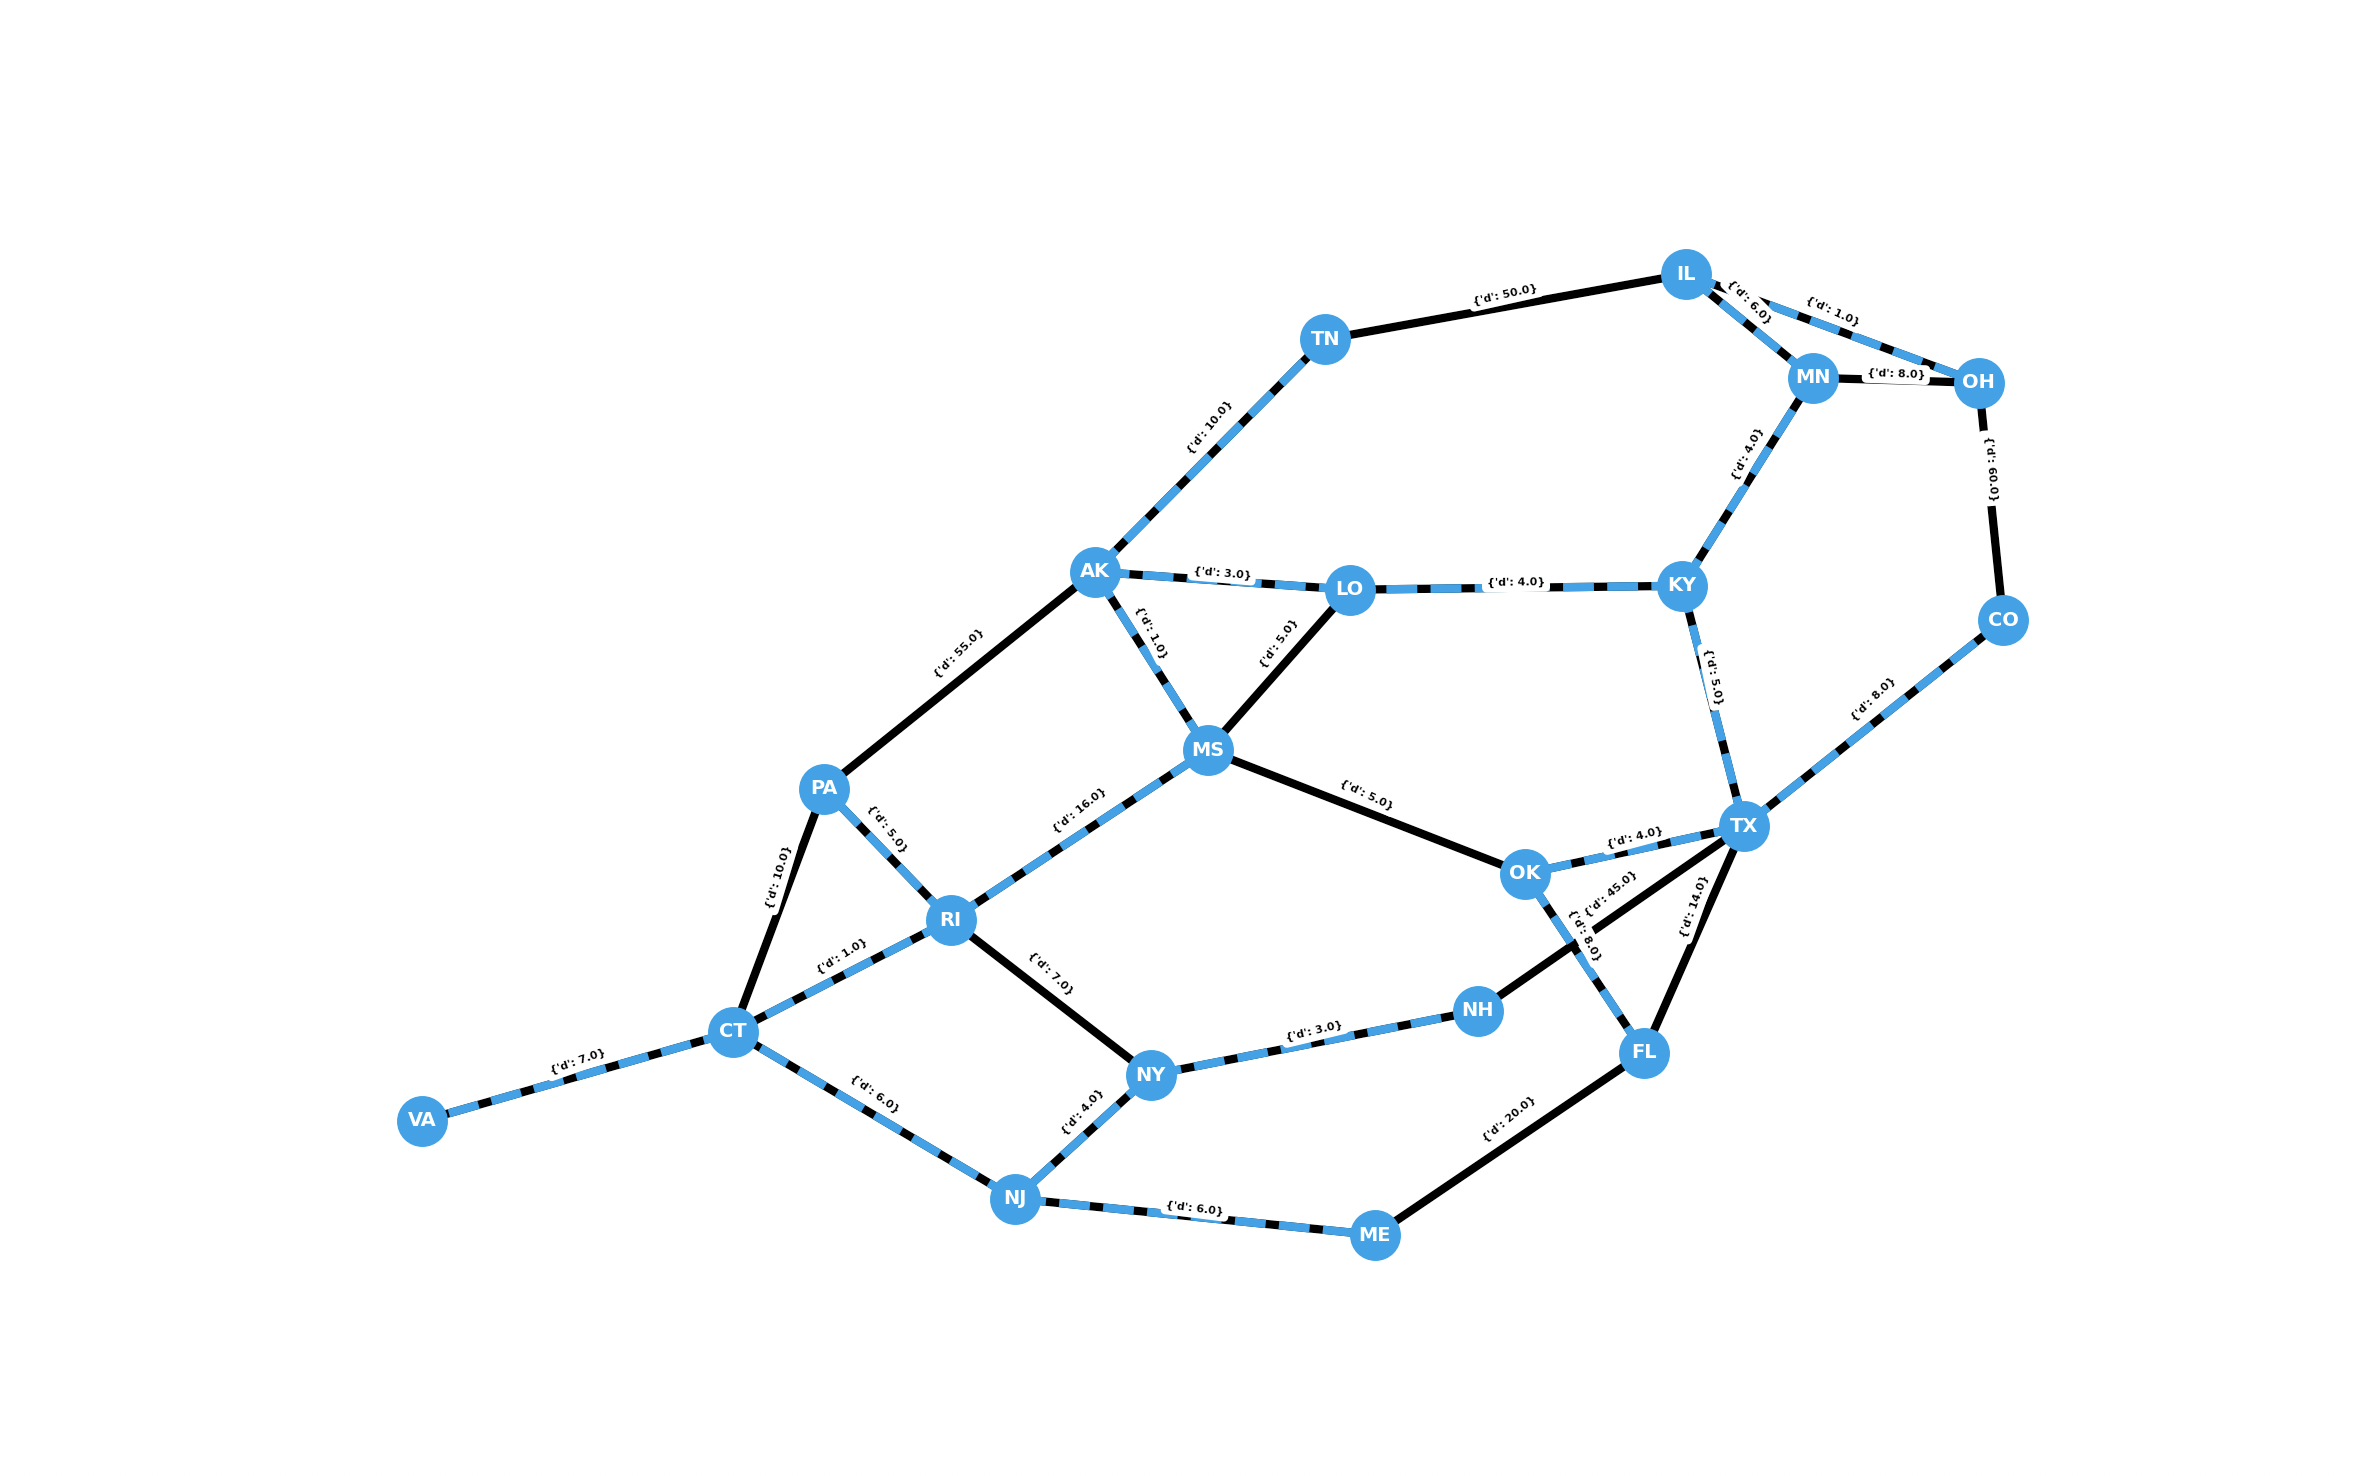 IL
{'d': 50.0}
{'d': 6.0}
{'d': 1.0}
TN
MN
{'d': 8.0}
OH
{'d': 10.0}
{'d': 4.0}
{'d': 60.0}
AK
{'d': 3.0}
LO
{'d': 4.0}
KY
CO
{'d': 1.0}
{'d': 5.0}
{'d': 55.0}
{'d': 5.0}
{'d': 8.0}
MS
PA
{'d': 5.0}
{'d': 16.0}
{'d': 5.0}
TX
{'d': 4.0}
OK
{'d': 10.0}
{'d': 45.0}
{'d': 14.0}
RI
{'d': 8.0}
{'d': 1.0}
{'d': 7.0}
NH
CT
{'d': 3.0}
FL
{'d': 7.0}
NY
{'d': 6.0}
{'d': 4.0}
VA
{'d': 20.0}
NJ
{'d': 6.0}
ME